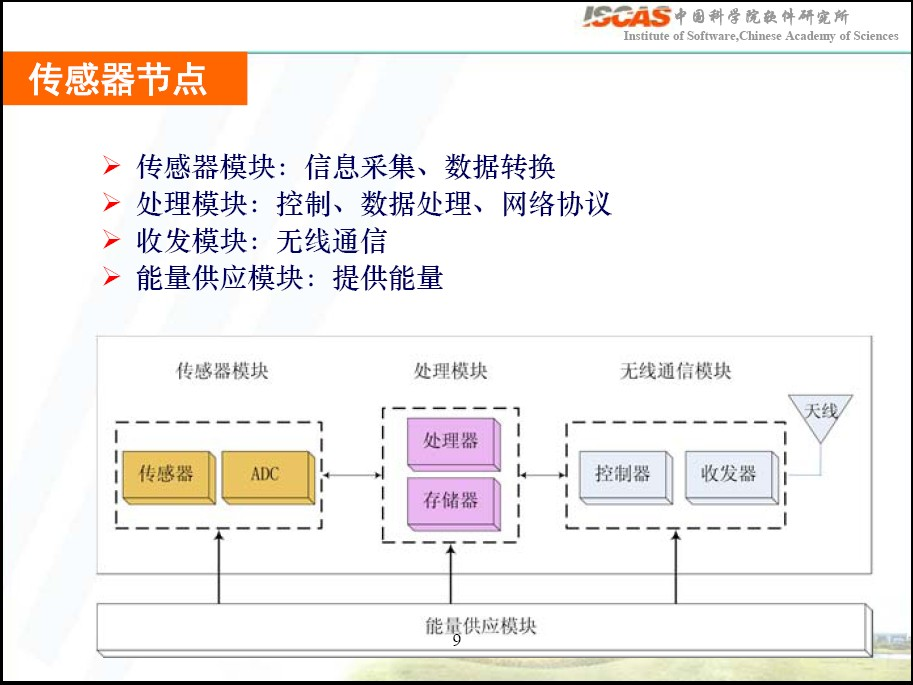 ISCAS 中国科学院软件研究所
Institute of Software,Chinese Academy of Sciences
传感器节点
传感器模块：信息采集、数据转换
处理模块：控制、数据处理、网络协议
收发模块：无线通信
能量供应模块：提供能量
传感器模块 处理模块 无线通信模块
天线
处理器
传感器 ADC 控制器 收发器
存储器
能量供应模块
9